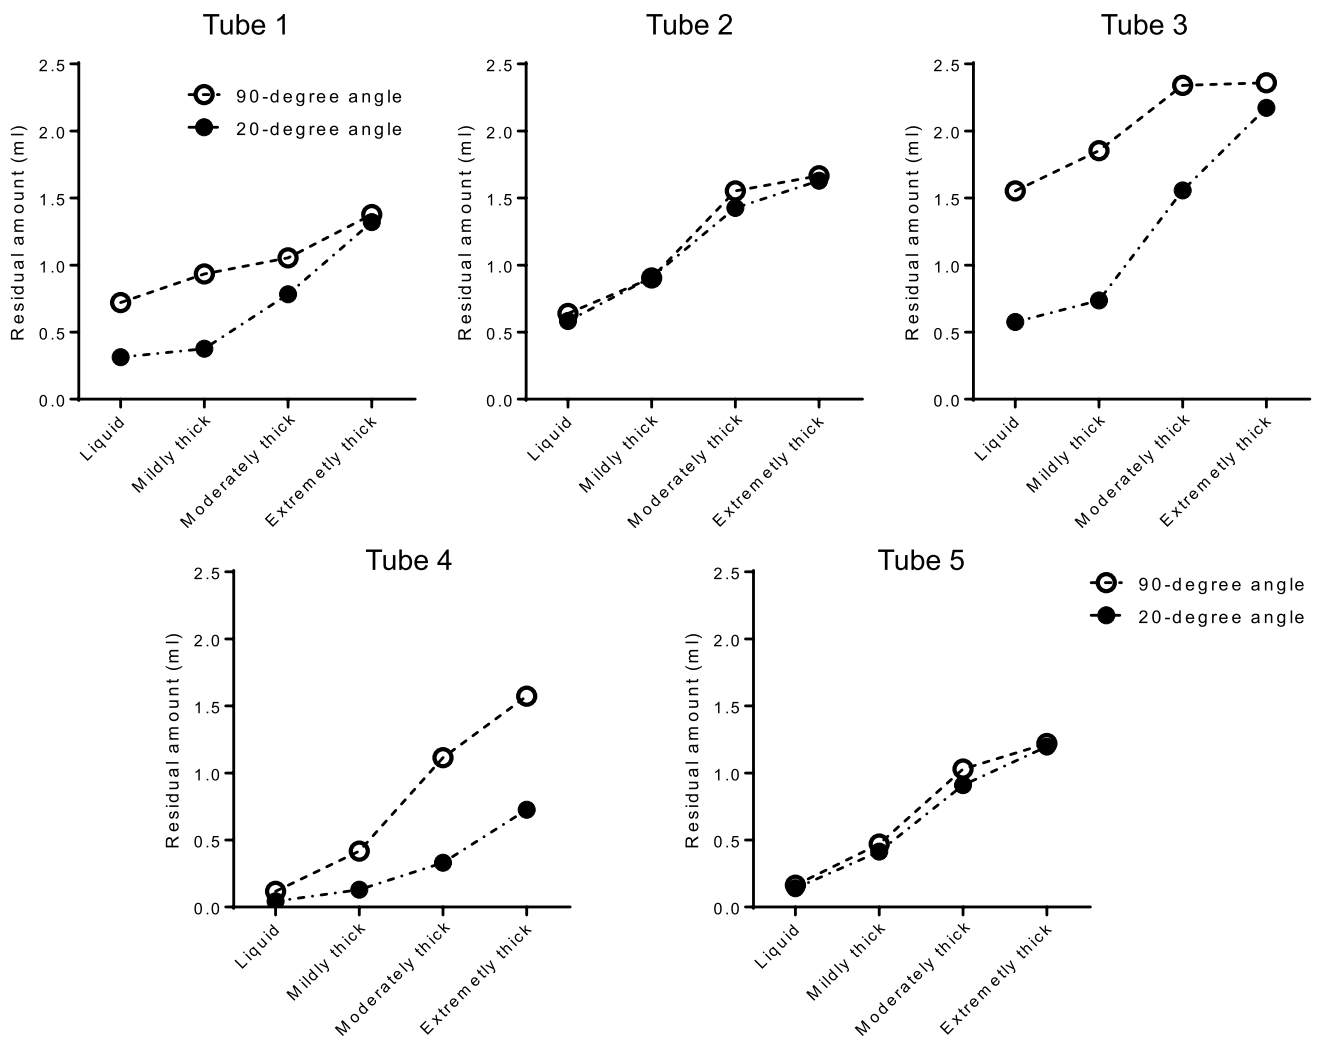 Tube 1
2.5
2.0
1.5
1.0
0.5
0.0
Residual amount (ml)
90-degree angle
20-degree angle
Liquid
Mildly thick
Moderately thick
Extremetly thick
Tube 2
2.5
2.0
1.5
1.0
0.5
0.0
Residual amount (ml)
Liquid
Mildly thick
Moderately thick
Extremetly thick
Tube 3
2.5
2.0
1.5
1.0
0.5
0.0
Residual amount (ml)
Liquid
Mildly thick
Moderately thick
Extremetly thick
Tube 4
2.5
2.0
1.5
1.0
0.5
0.0
Residual amount (ml)
Liquid
Mildly thick
Moderately thick
Extremetly thick
Tube 5
2.5
2.0
1.5
1.0
0.5
0.0
Residual amount (ml)
90-degree angle
20-degree angle
Liquid
Mildly thick
Moderately thick
Extremetly thick